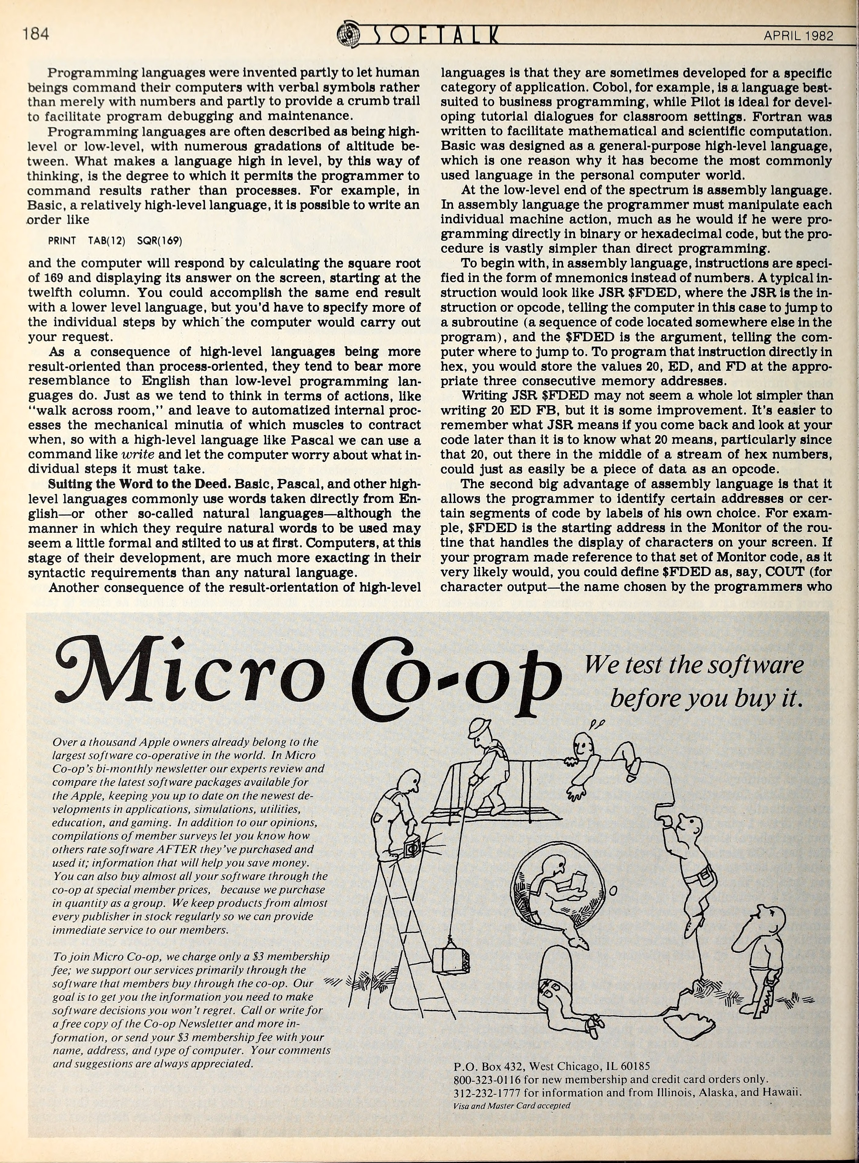 184
SOFTALK
APRIL 1982
Programming languages were invented partly to let human
beings command their computers with verbal symbols rather
than merely with numbers and partly to provide a crumb trail
to facilitate program debugging and maintenance.
Programming languages are often described as being high-
level or low-level, with numerous gradations of altitude be-
tween. What makes a language high in level, by this way of
thinking, is the degree to which it permits the programmer to
command results rather than processes. For example, in
Basic, a relatively high-level language, it is possible to write an
order like
PRINT TAB(12) SQR(169)
and the computer will respond by calculating the square root
of 169 and displaying its answer on the screen, starting at the
twelfth column. You could accomplish the same end result
with a lower level language, but you'd have to specify more of
the individual steps by which the computer would carry out
your request.
As a consequence of high-level languages being more
result-oriented than process-oriented, they tend to bear more
resemblance to English than low-level programming lan-
guages do. Just as we tend to think in terms of actions, like
"walk across room," and leave to automatized internal proc-
esses the mechanical minutia of which muscles to contract
when, so with a high-level language like Pascal we can use a
command like write and let the computer worry about what in-
dividual steps it must take.
Suiting the Word to the Deed. Basic, Pascal, and other high-
level languages commonly use words taken directly from En-
glish—or other so-called natural languages—although the
manner in which they require natural words to be used may
seem a little formal and stilted to us at first. Computers, at this
stage of their development, are much more exacting in their
syntactic requirements than any natural language.
Another consequence of the result-orientation of high-level
languages is that they are sometimes developed for a specific
category of application. Cobol, for example, is a language best-
suited to business programming, while Pilot is ideal for devel-
oping tutorial dialogues for classroom settings. Fortran was
written to facilitate mathematical and scientific computation.
Basic was designed as a general-purpose high-level language,
which is one reason why it has become the most commonly
used language in the personal computer world.
At the low-level end of the spectrum is assembly language.
In assembly language the programmer must manipulate each
individual machine action, much as he would if he were pro-
gramming directly in binary or hexadecimal code, but the pro-
cedure is vastly simpler than direct programming.
To begin with, in assembly language, instructions are speci-
fied in the form of mnemonics instead of numbers. A typical in-
struction would look like JSR $FDED, where the JSR is the in-
struction or opcode, telling the computer in this case to jump to
a subroutine (a sequence of code located somewhere else in the
program), and the $FDED is the argument, telling the com-
puter where to jump to. To program that instruction directly in
hex, you would store the values 20, ED, and FD at the appro-
priate three consecutive memory addresses.
Writing JSR $FDED may not seem a whole lot simpler than
writing 20 ED FB, but it is some improvement. It's easier to
remember what JSR means if you come back and look at your
code later than it is to know what 20 means, particularly since
that 20, out there in the middle of a stream of hex numbers,
could just as easily be a piece of data as an opcode.
The second big advantage of assembly language is that it
allows the programmer to identify certain addresses or cer-
tain segments of code by labels of his own choice. For exam-
ple, $FDED is the starting address in the Monitor of the rou-
tine that handles the display of characters on your screen. If
your program made reference to that set of Monitor code, as it
very likely would, you could define $FDED as, say, COUT (for
character output—the name chosen by the programmers who
Micro Co-op
We test the software
before you buy it.
Over a thousand Apple owners already belong to the
largest software co-operative in the world. In Micro
Co-op's bi-monthly newsletter our experts review and
compare the latest software packages available for
the Apple, keeping you up to date on the newest de-
velopments in applications, simulations, utilities,
education, and gaming. In addition to our opinions,
compilations of member surveys let you know how
others rate software AFTER they've purchased and
used it; information that will help you save money.
You can also buy almost all your software through the
co-op at special member prices, because we purchase
in quantity as a group. We keep products from almost
every publisher in stock regularly so we can provide
immediate service to our members.
To join Micro Co-op, we charge only a $3 membership
fee; we support our services primarily through the
software that members buy through the co-op. Our
goal is to get you the information you need to make
software decisions you won't regret. Call or write for
a free copy of the Co-op Newsletter and more in-
formation, or send your $3 membership fee with your
name, address, and type of computer. Your comments
and suggestions are always appreciated.
P.O. Box 432, West Chicago, IL 60185
800-323-0116 for new membership and credit card orders only.
312-232-1777 for information and from Illinois, Alaska, and Hawaii.
Visa and Master Card accepted